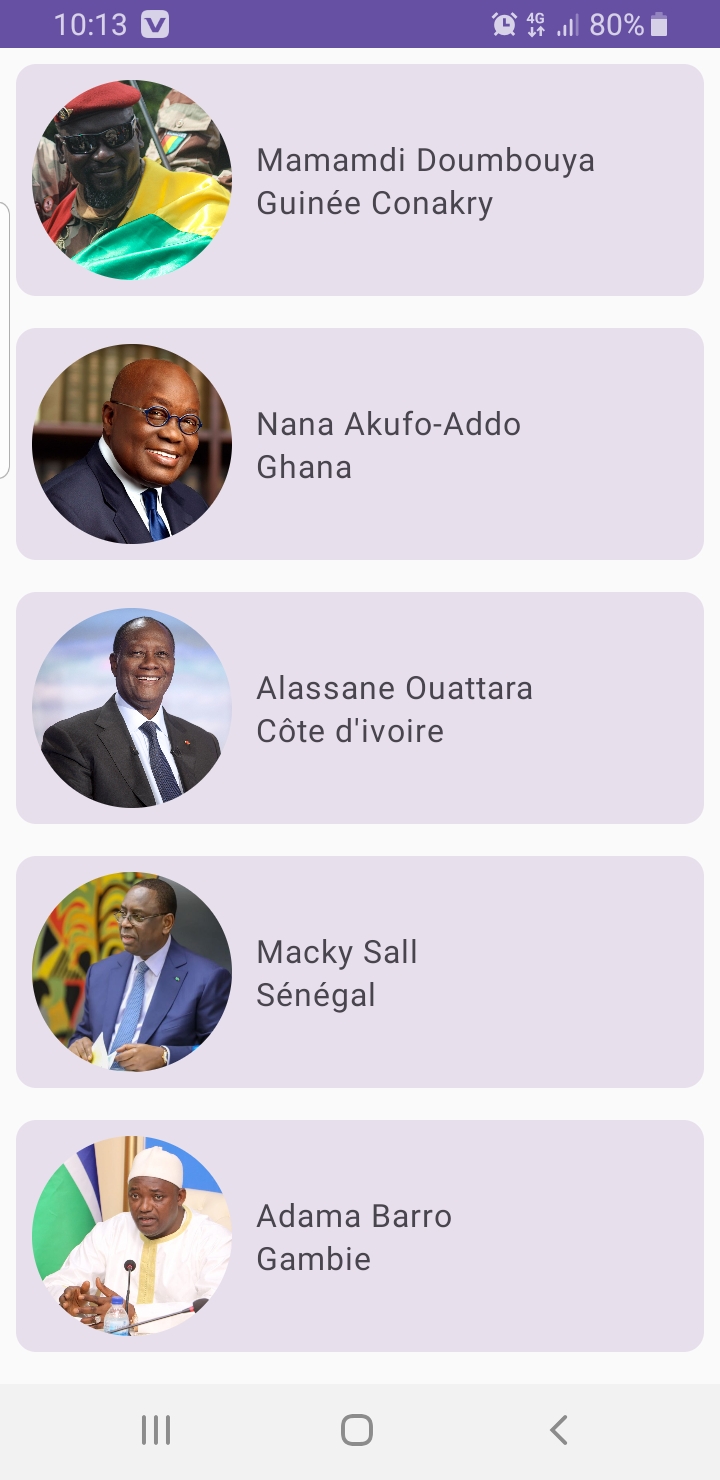 10:13
4G
80%
Mamamdi Doumbouya
Guinée Conakry
Nana Akufo-Addo
Ghana
Alassane Ouattara
Côte d'ivoire
Macky Sall
Sénégal
Adama Barro
Gambie